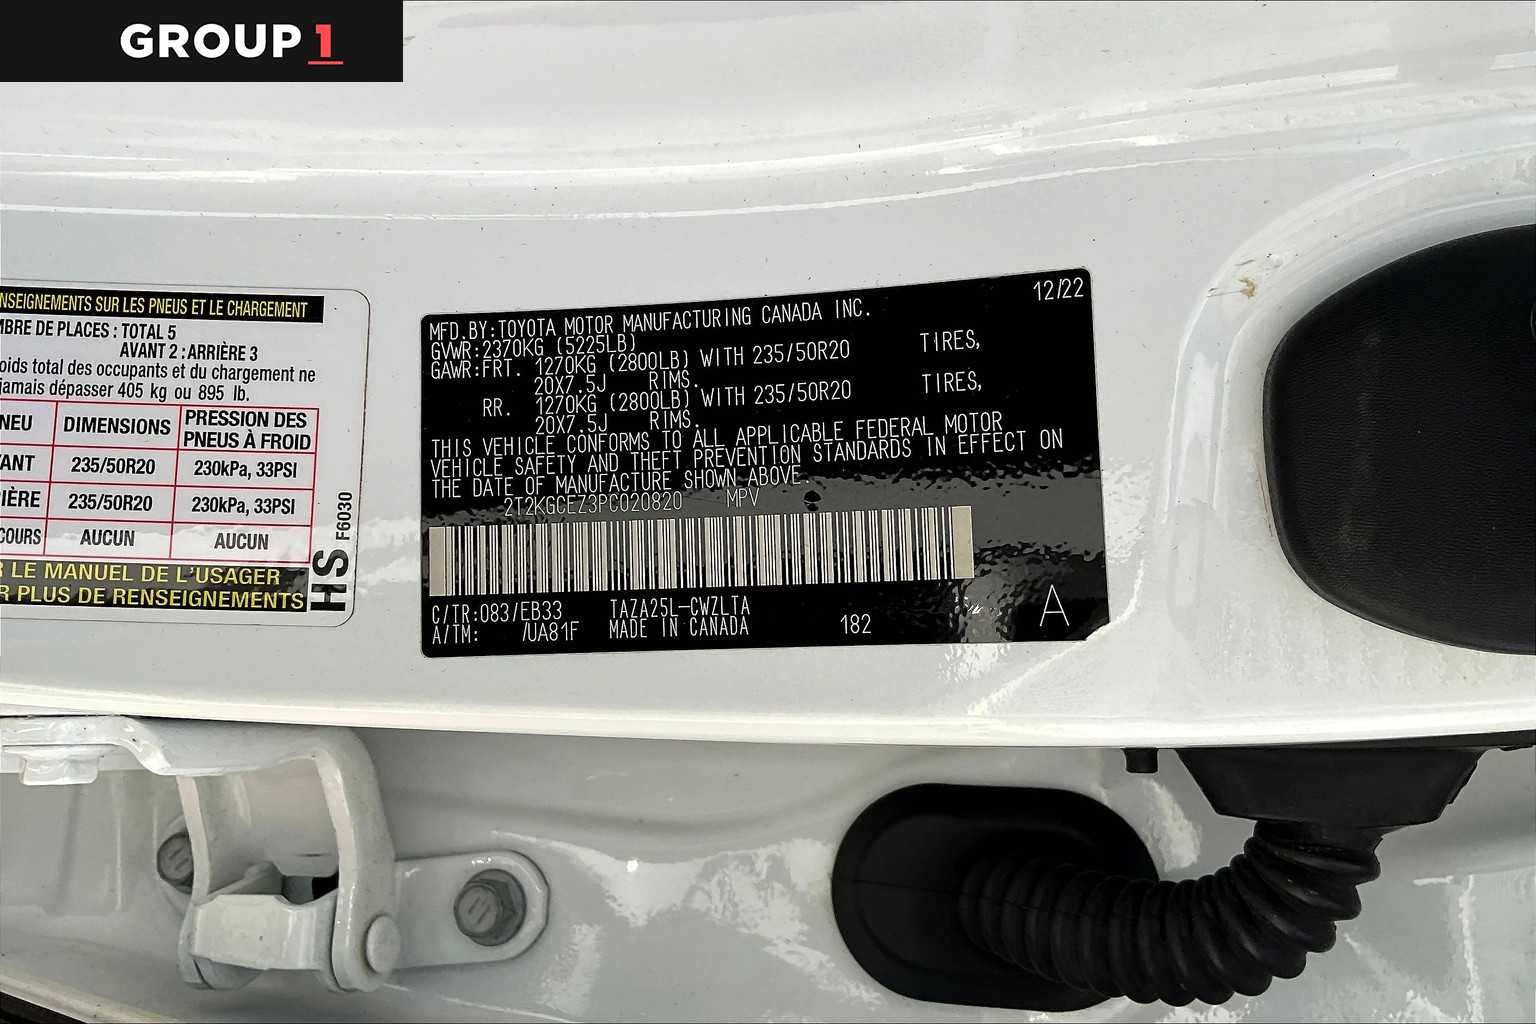 GROUP 1
NSEIGNEMENTS SUR LES PNEUS ET LE CHARGEMENT
MBRE DE PLACES : TOTAL 5
AVANT 2 : ARRIÈRE 3
oids total des occupants et du chargement ne
jamais dépasser 405 kg ou 895 lb.
NEU DIMENSIONS PRESSION DES PNEUS À FROID
ANT 235/50R20 230kPa, 33PSI
IÈRE 235/50R20 230kPa, 33PSI
COURS AUCUN AUCUN
R LE MANUEL DE L'USAGER
R PLUS DE RENSEIGNEMENTS
HS F6030
12/22
MFD.BY:TOYOTA MOTOR MANUFACTURING CANADA INC.
GVWR:2370KG (5225LB)
GAWR:FRT. 1270KG (2800LB) WITH 235/50R20 TIRES,
20X7.5J RIMS.
RR. 1270KG (2800LB) WITH 235/50R20 TIRES,
20X7.5J RIMS.
THIS VEHICLE CONFORMS TO ALL APPLICABLE FEDERAL MOTOR
VEHICLE SAFETY AND THEFT PREVENTION STANDARDS IN EFFECT ON
THE DATE OF MANUFACTURE SHOWN ABOVE.
2T2KGCEZ3PC020820 MPV
C/TR:083/EB33 TAZA25L-CWZLTA
A/TM: /UA81F MADE IN CANADA 182 A